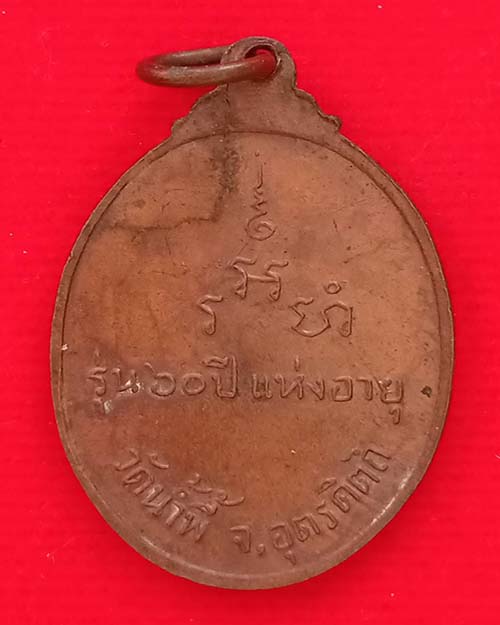 รุ่น ๖๐ ปี แห่งอายุ
วัดน้ำพี้ จ.อุตรดิตถ์